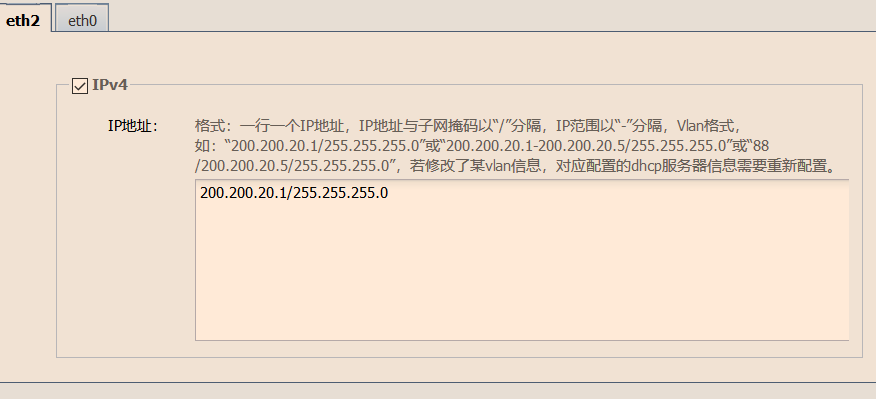 eth2 eth0
IPv4
IP地址： 格式：一行一个IP地址，IP地址与子网掩码以“/”分隔，IP范围以“-”分隔，Vlan格式，
如：“200.200.20.1/255.255.255.0”或“200.200.20.1-200.200.20.5/255.255.255.0”或“88
/200.200.20.5/255.255.255.0”，若修改了某vlan信息，对应配置的dhcp服务器信息需要重新配置。
200.200.20.1/255.255.255.0